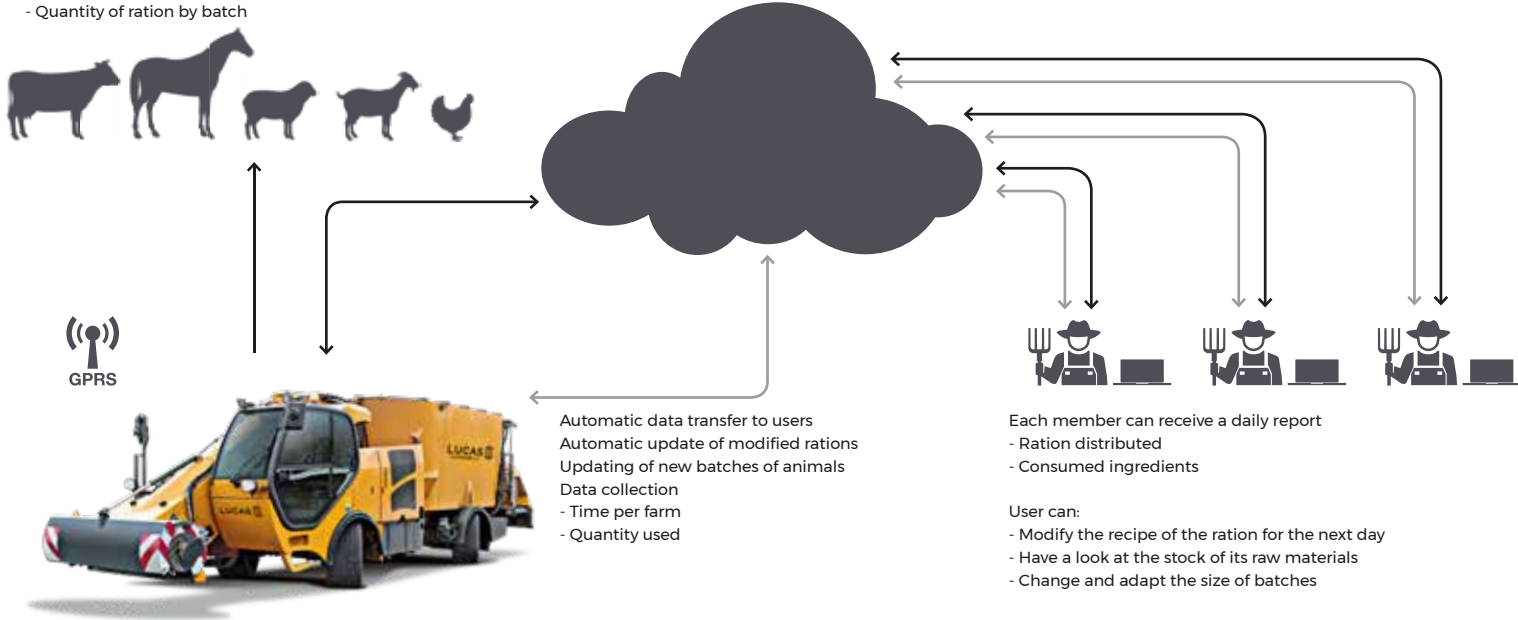 - Quantity of ration by batch
GPRS
LUCAS G
LUCAS G
Automatic data transfer to users
Automatic update of modified rations
Updating of new batches of animals
Data collection
- Time per farm
- Quantity used
Each member can receive a daily report
- Ration distributed
- Consumed ingredients
User can:
- Modify the recipe of the ration for the next day
- Have a look at the stock of its raw materials
- Change and adapt the size of batches